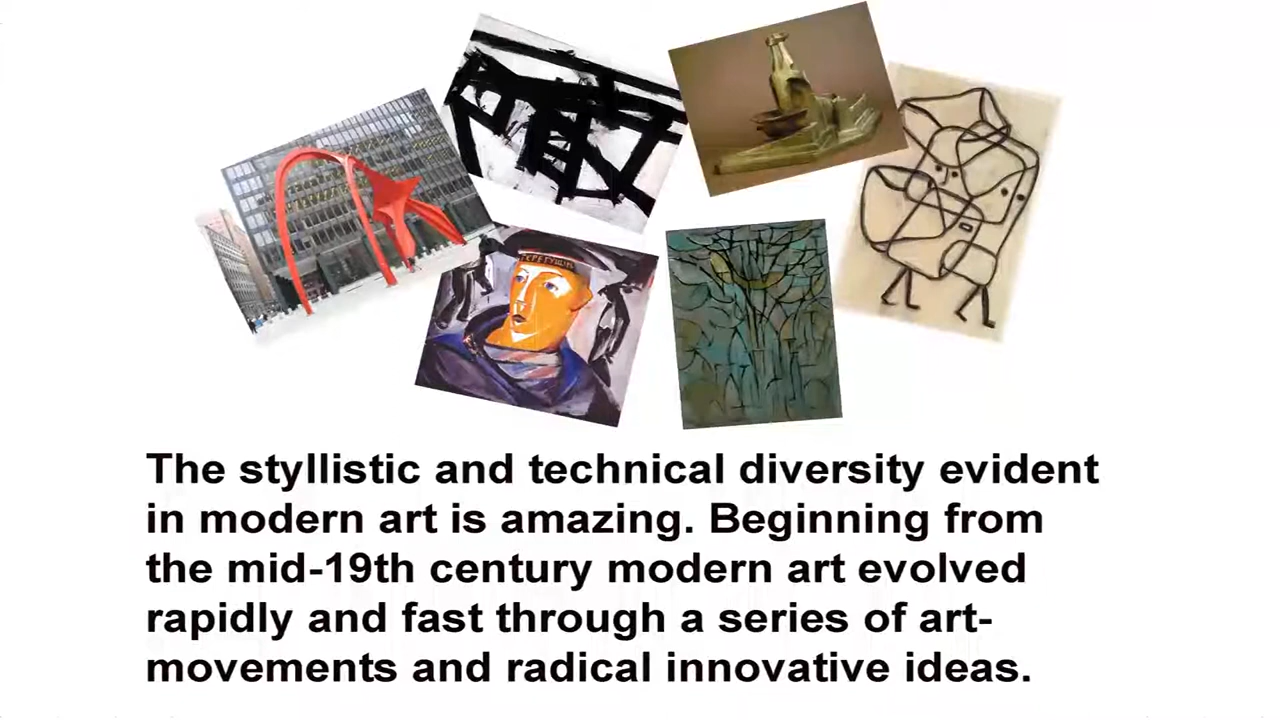 ГЕРЕТУШИ
The styllistic and technical diversity evident
in modern art is amazing. Beginning from
the mid-19th century modern art evolved
rapidly and fast through a series of art-
movements and radical innovative ideas.